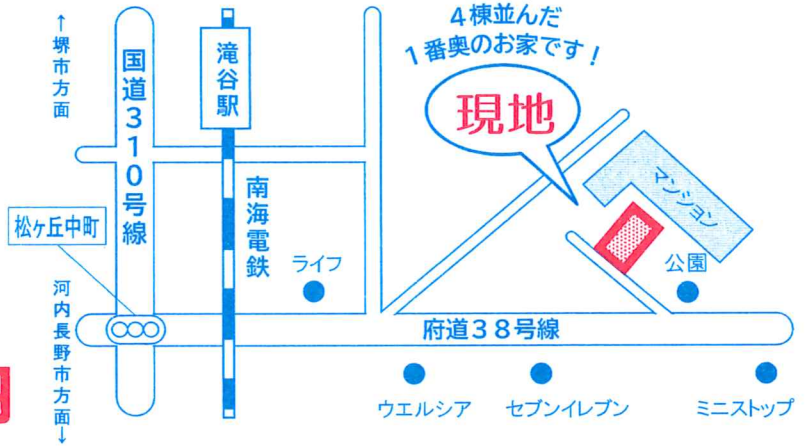 ↑堺市方面
国道310号線
滝谷駅
南海電鉄
4棟並んだ
1番奥のお家です!
現地
マンション
公園
松ヶ丘中町
ライフ
河内長野市方面↓
府道38号線
ウエルシア
セブンイレブン
ミニストップ